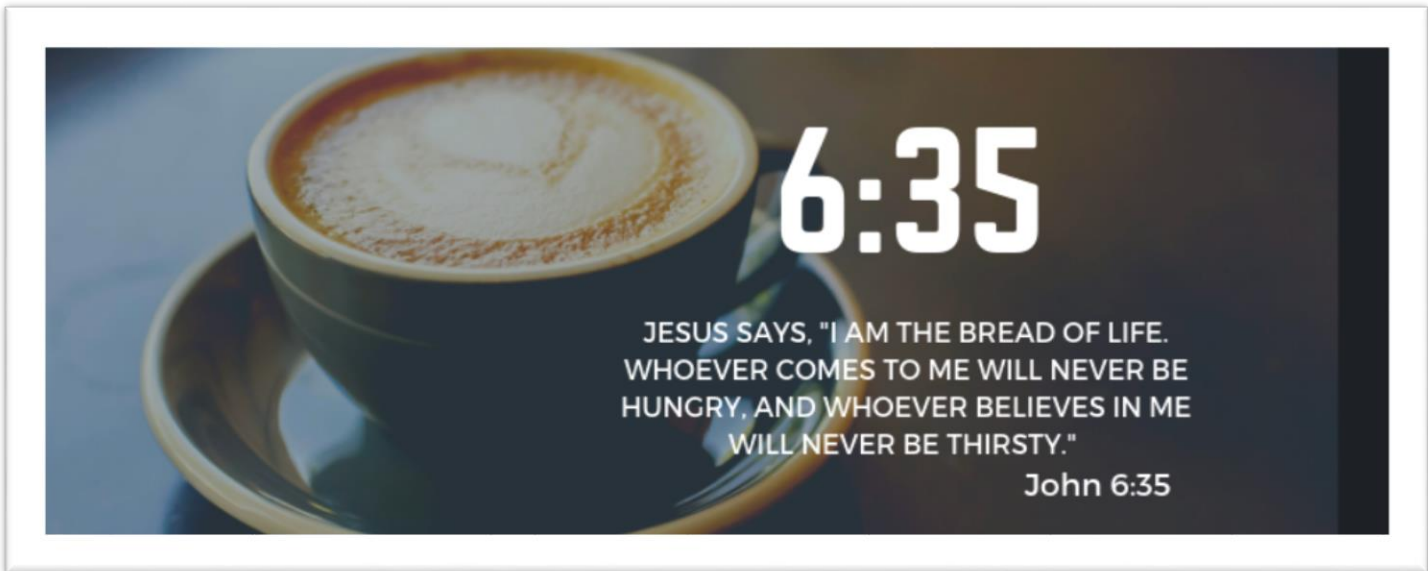 6:35
JESUS SAYS, "I AM THE BREAD OF LIFE.
WHOEVER COMES TO ME WILL NEVER BE
HUNGRY, AND WHOEVER BELIEVES IN ME
WILL NEVER BE THIRSTY."
John 6:35